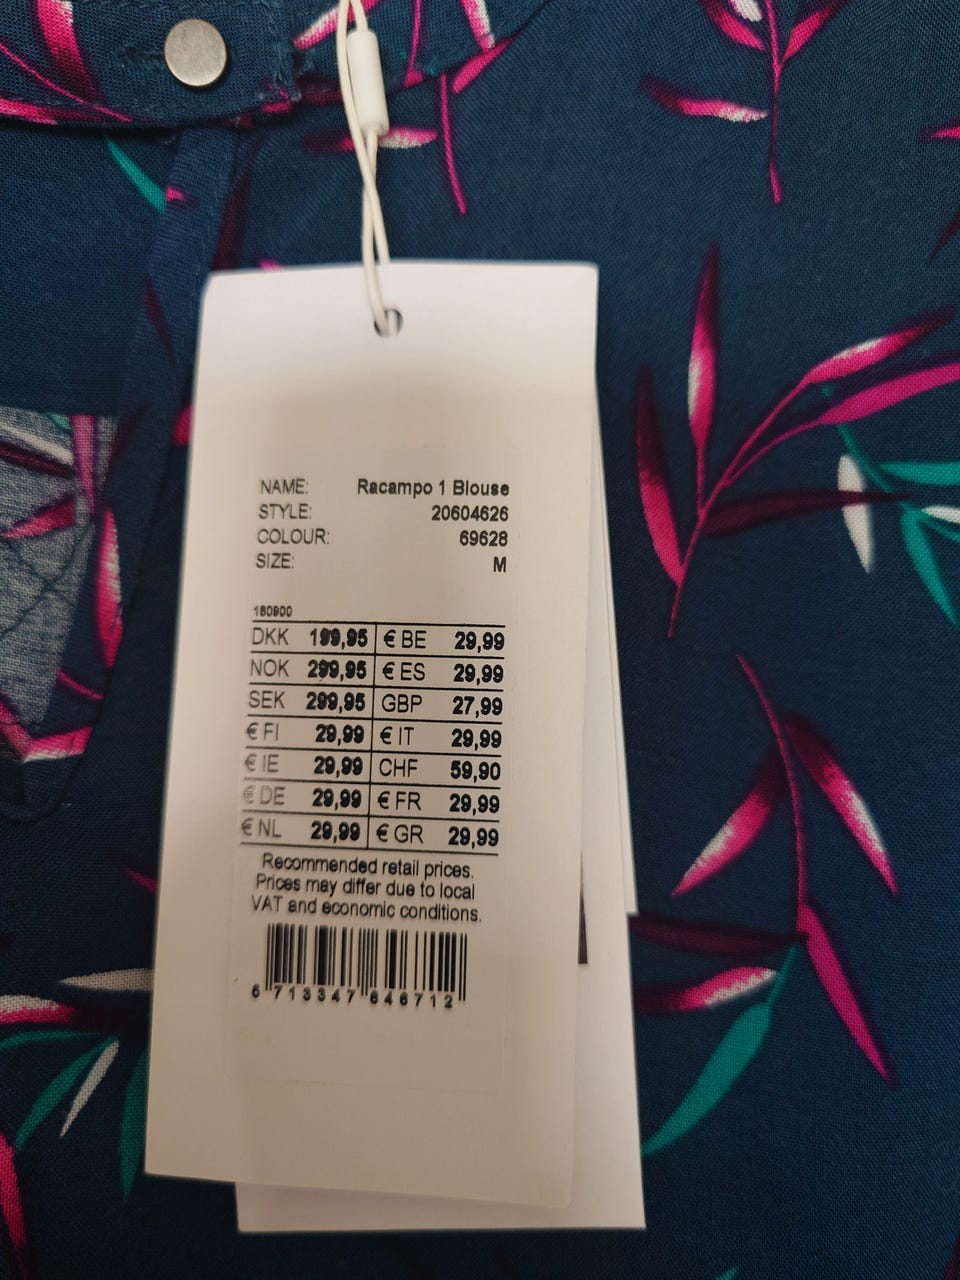 NAME: Racampo 1 Blouse
STYLE: 20604626
COLOUR: 69628
SIZE: M
180900
DKK 199,95 € BE 29,99
NOK 299,95 € ES 29,99
SEK 299,95 GBP 27,99
€ FI 29,99 € IT 29,99
€ IE 29,99 CHF 59,90
€ DE 29,99 € FR 29,99
€ NL 29,99 € GR 29,99
Recommended retail prices.
Prices may differ due to local
VAT and economic conditions.
5 713347 646712